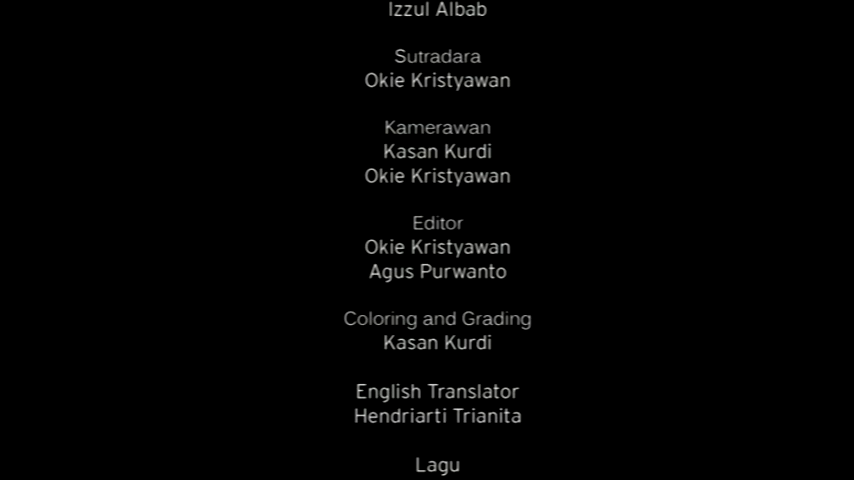 Izzul Albab
Sutradara
Okie Kristyawan
Kamerawan
Kasan Kurdi
Okie Kristyawan
Editor
Okie Kristyawan
Agus Purwanto
Coloring and Grading
Kasan Kurdi
English Translator
Hendriarti Trianita
Lagu